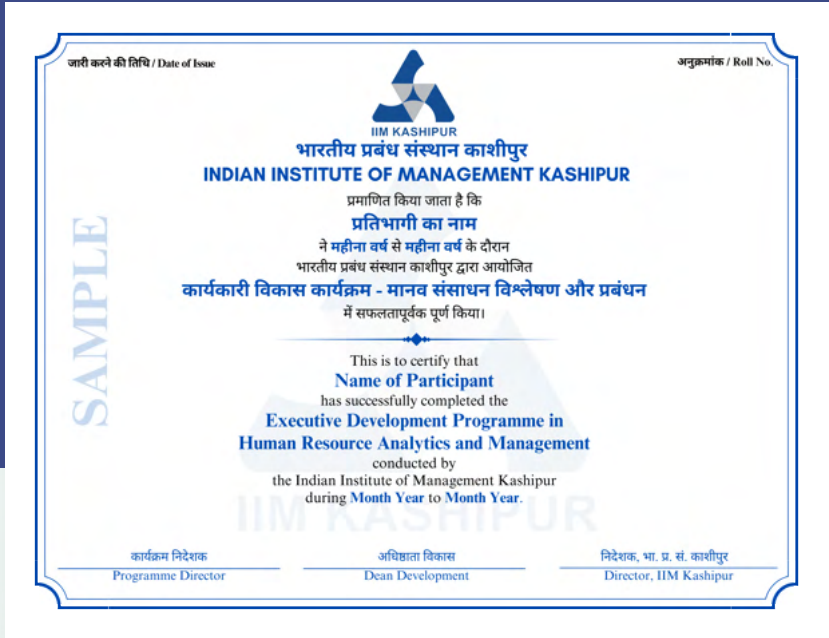 जारी करने की तिथि / Date of Issue
अनुक्रमांक / Roll No.
IIM KASHIPUR
भारतीय प्रबंध संस्थान काशीपुर
INDIAN INSTITUTE OF MANAGEMENT KASHIPUR
प्रमाणित किया जाता है कि
प्रतिभागी का नाम
ने महीना वर्ष से महीना वर्ष के दौरान
भारतीय प्रबंध संस्थान काशीपुर द्वारा आयोजित
कार्यकारी विकास कार्यक्रम - मानव संसाधन विश्लेषण और प्रबंधन
में सफलतापूर्वक पूर्ण किया।
SAMPLE
This is to certify that
Name of Participant
has successfully completed the
Executive Development Programme in
Human Resource Analytics and Management
conducted by
the Indian Institute of Management Kashipur
during Month Year to Month Year.
IIM KASHIPUR
कार्यक्रम निदेशक
Programme Director
अधिष्ठाता विकास
Dean Development
निदेशक, भा. प्र. सं. काशीपुर
Director, IIM Kashipur